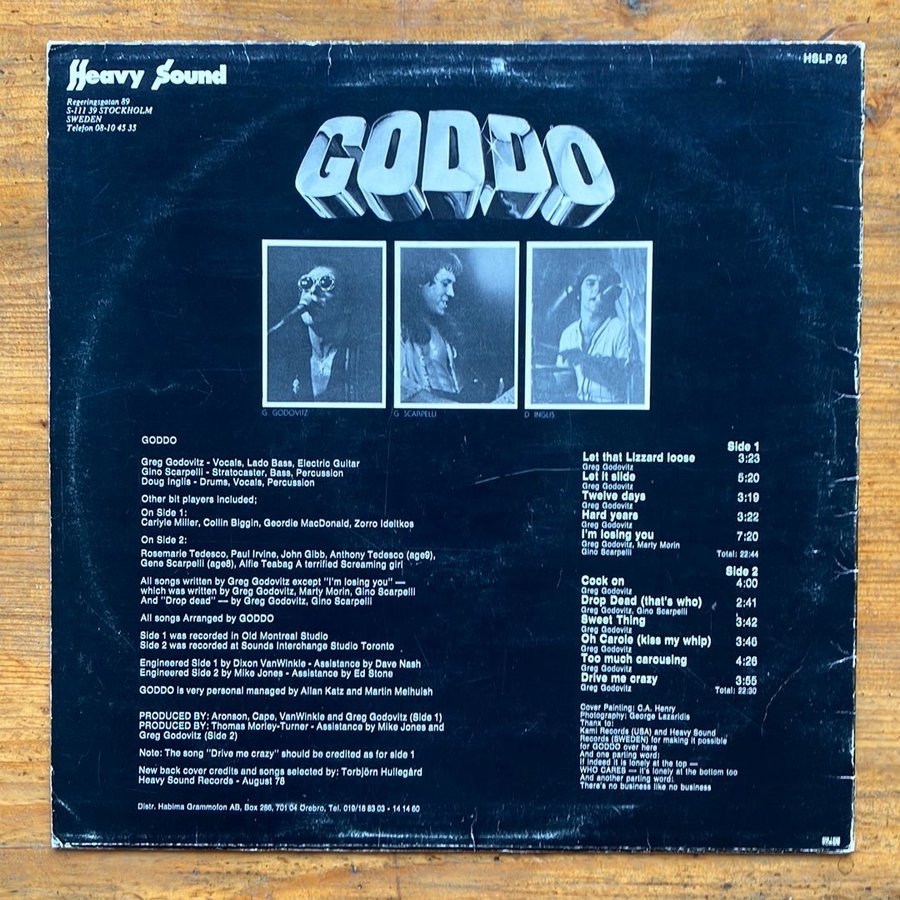 Heavy Sound
Regeringsgatan 89
S-111 39 STOCKHOLM
SWEDEN
Telefon 08-10 45 35
HSLP 02
GODDO
G GODOVITZ
G SCARPELLI
D INGLIS
GODDO
Greg Godovitz - Vocals, Lado Bass, Electric Guitar
Gino Scarpelli - Stratocaster, Bass, Percussion
Doug Inglis - Drums, Vocals, Percussion
Other bit players included;
On Side 1:
Carlyle Miller, Collin Biggin, Geordie MacDonald, Zorro Ideltkos
On Side 2:
Rosemarie Tedesco, Paul Irvine, John Gibb, Anthony Tedesco (age9),
Gene Scarpelli (age8), Alfie Teabag A terrified Screaming girl
All songs written by Greg Godovitz except "I'm losing you" —
which was written by Greg Godovitz, Marty Morin, Gino Scarpelli
And "Drop dead" — by Greg Godovitz, Gino Scarpelli
All songs Arranged by GODDO
Side 1 was recorded in Old Montreal Studio
Side 2 was recorded at Sounds Interchange Studio Toronto
Engineered Side 1 by Dixon VanWinkle - Assistance by Dave Nash
Engineered Side 2 by Mike Jones - Assistance by Ed Stone
GODDO is very personal managed by Allan Katz and Martin Melhuish
PRODUCED BY: Aronson, Cape, VanWinkle and Greg Godovitz (Side 1)
PRODUCED BY: Thomas Morley-Turner - Assistance by Mike Jones and
Greg Godovitz (Side 2)
Note: The song "Drive me crazy" should be credited as for side 1
New back cover credits and songs selected by: Torbjörn Hullegård
Heavy Sound Records - August 78
Distr. Habima Grammofon AB, Box 266, 701 04 Örebro, Tel. 019/18 83 03 • 14 14 60
Side 1
Let that Lizzard loose 3:23
Greg Godovitz
Let it slide 5:20
Greg Godovitz
Twelve days 3:19
Greg Godovitz
Hard years 3:22
Greg Godovitz
I'm losing you 7:20
Greg Godovitz, Marty Morin
Gino Scarpelli Total: 22:44
Side 2
Cock on 4:00
Greg Godovitz
Drop Dead (that's who) 2:41
Greg Godovitz, Gino Scarpelli
Sweet Thing 3:42
Greg Godovitz
Oh Carole (kiss my whip) 3:46
Greg Godovitz
Too much carousing 4:26
Greg Godovitz
Drive me crazy 3:55
Greg Godovitz Total: 22:30
Cover Painting: C.A. Henry
Photography: George Lazaridis
Thanx to:
Kami Records (USA) and Heavy Sound
Records (SWEDEN) for making it possible
for GODDO over here
And one parting word:
If indeed it is lonely at the top —
WHO CARES — it's lonely at the bottom too
And another parting word:
There's no business like no business